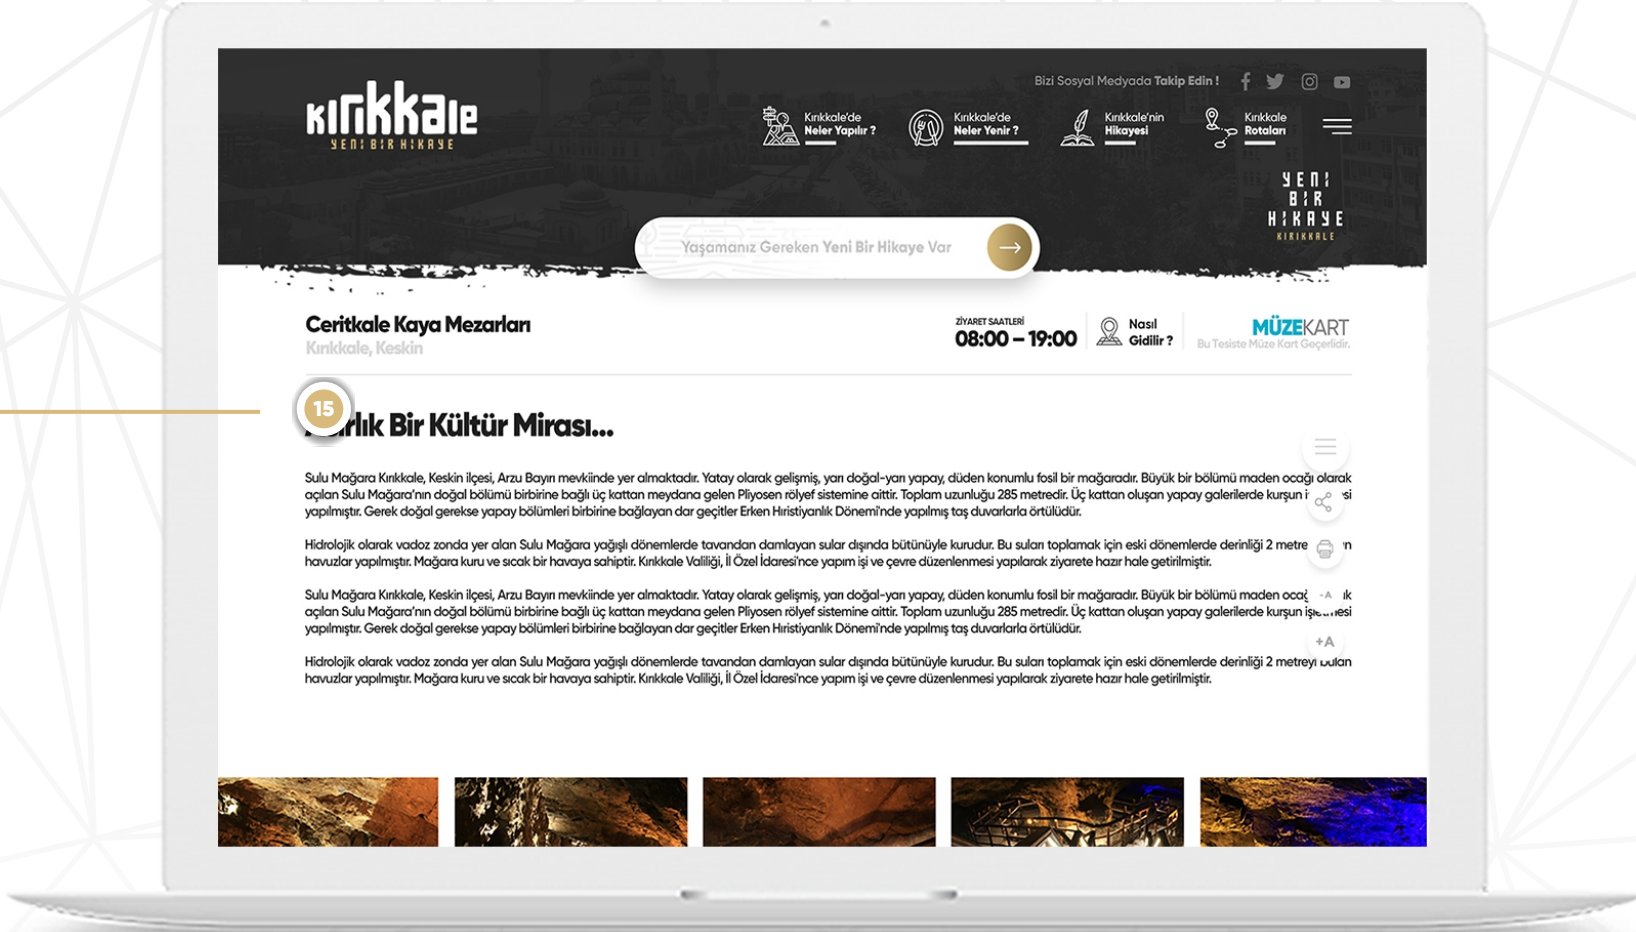 Bizi Sosyal Medyada Takip Edin !
kırıkkale
YENİ BİR HİKAYE
Kırıkkale’de
Neler Yapılır ?
Kırıkkale’de
Neler Yenir ?
Kırıkkale’nin
Hikayesi
Kırıkkale
Rotaları
YENİ
BİR
HİKAYE
KIRIKKALE
Yaşamanız Gereken Yeni Bir Hikaye Var
Ceritkale Kaya Mezarları
Kırıkkale, Keskin
ZİYARET SAATLERİ
08:00 – 19:00
Nasıl
Gidilir ?
MÜZEKART
Bu Tesiste Müze Kart Geçerlidir.
15
Bir Kültür Mirası...
Sulu Mağara Kırıkkale, Keskin ilçesi, Arzu Bayırı mevkiinde yer almaktadır. Yatay olarak gelişmiş, yarı doğal-yarı yapay, düden konumlu fosil bir mağaradır. Büyük bir bölümü maden ocağı olarak
açılan Sulu Mağara’nın doğal bölümü birbirine bağlı üç kattan meydana gelen Pliyosen rölyef sistemine aittir. Toplam uzunluğu 285 metredir. Üç kattan oluşan yapay galerilerde kurşun
yapılmıştır. Gerek doğal gerekse yapay bölümleri birbirine bağlayan dar geçitler Erken Hıristiyanlık Dönemi'nde yapılmış taş duvarlarla örtülüdür.
Hidrolojik olarak vadoz zonda yer alan Sulu Mağara yağışlı dönemlerde tavandan damlayan sular dışında bütünüyle kurudur. Bu suları toplamak için eski dönemlerde derinliği 2
havuzlar yapılmıştır. Mağara kuru ve sıcak bir havaya sahiptir. Kırıkkale Valiliği, İl Özel İdaresi'nce yapım işi ve çevre düzenlenmesi yapılarak ziyarete hazır hale getirilmiştir.
Sulu Mağara Kırıkkale, Keskin ilçesi, Arzu Bayırı mevkiinde yer almaktadır. Yatay olarak gelişmiş, yarı doğal-yarı yapay, düden konumlu fosil bir mağaradır. Büyük bir bölümü maden
-A
açılan Sulu Mağara’nın doğal bölümü birbirine bağlı üç kattan meydana gelen Pliyosen rölyef sistemine aittir. Toplam uzunluğu 285 metredir. Üç kattan oluşan yapay galerilerde kurşun işletmesi
yapılmıştır. Gerek doğal gerekse yapay bölümleri birbirine bağlayan dar geçitler Erken Hıristiyanlık Dönemi'nde yapılmış taş duvarlarla örtülüdür.
+A
Hidrolojik olarak vadoz zonda yer alan Sulu Mağara yağışlı dönemlerde tavandan damlayan sular dışında bütünüyle kurudur. Bu suları toplamak için eski dönemlerde derinliği 2 metreyi bulan
havuzlar yapılmıştır. Mağara kuru ve sıcak bir havaya sahiptir. Kırıkkale Valiliği, İl Özel İdaresi'nce yapım işi ve çevre düzenlenmesi yapılarak ziyarete hazır hale getirilmiştir.